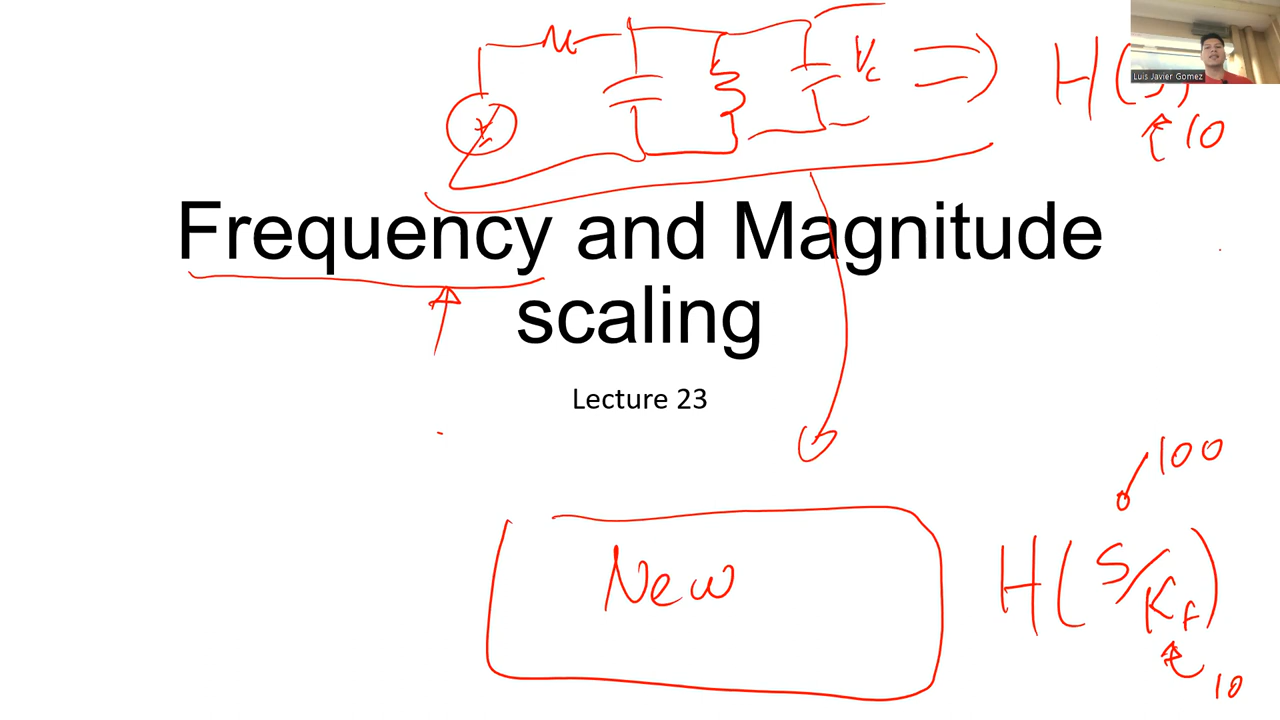 Vc
H(S)
10
Luis Javier Gomez
Frequency and Magnitude
scaling
Lecture 23
100
New
H(S/KF)
10